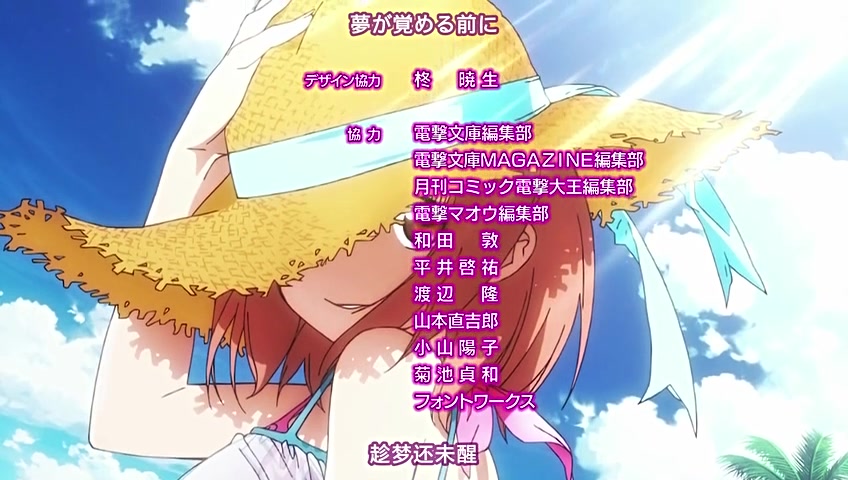 夢が覚める前に
デザイン協力 柊 暁生
協力 電撃文庫編集部
電撃文庫MAGAZINE編集部
月刊コミック電撃大王編集部
電撃マオウ編集部
和田 敦
平井啓祐
渡辺 隆
山本直吉郎
小山陽子
菊池貞和
フォントワークス
趁梦还未醒